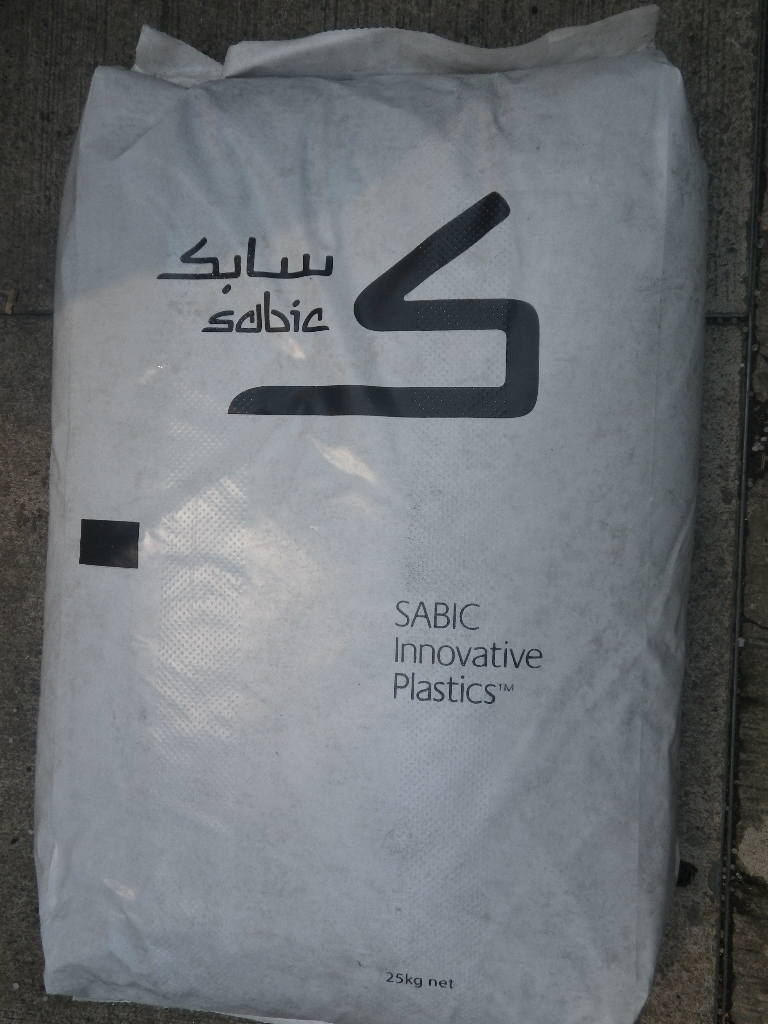 سابك
sabic
SABIC
Innovative
Plastics™
25kg net